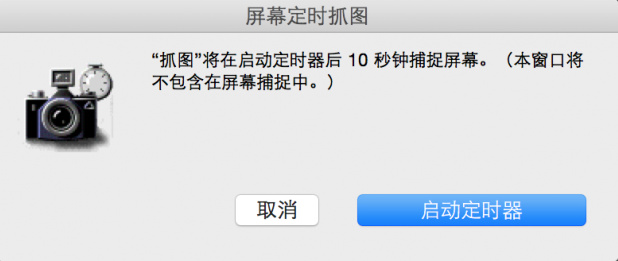 屏幕定时抓图
“抓图”将在启动定时器后 10 秒钟捕捉屏幕。（本窗口将
不包含在屏幕捕捉中。）
取消
启动定时器